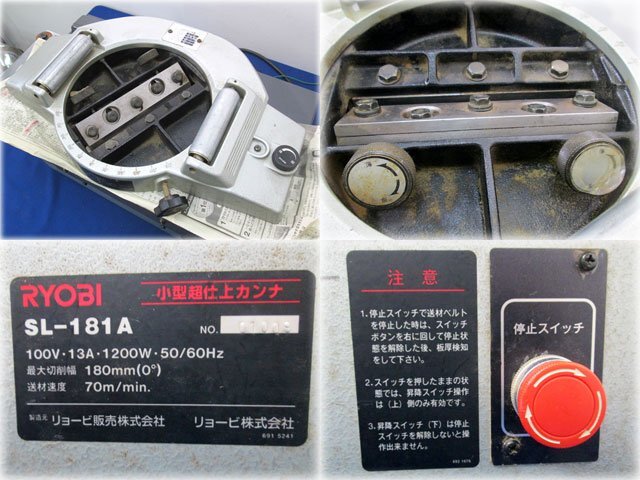 RYOBI 小型超仕上カンナ
SL-181A NO.
100V・13A・1200W・50/60Hz
最大切削幅 180mm(0°)
送材速度 70m/min.
製造元 リョービ販売株式会社 リョービ株式会社
691 5241
注意
1.停止スイッチで送材ベルト
を停止した時は、スイッチ
ボタンを右に回して停止状
態を解除した後、板厚検知
をして下さい。
2.スイッチを押したままの状
態では、昇降スイッチ操作
は(上)側のみ有効です。
3.昇降スイッチ(下)は停止
スイッチを解除しないと操
作出来ません。
停止スイッチ